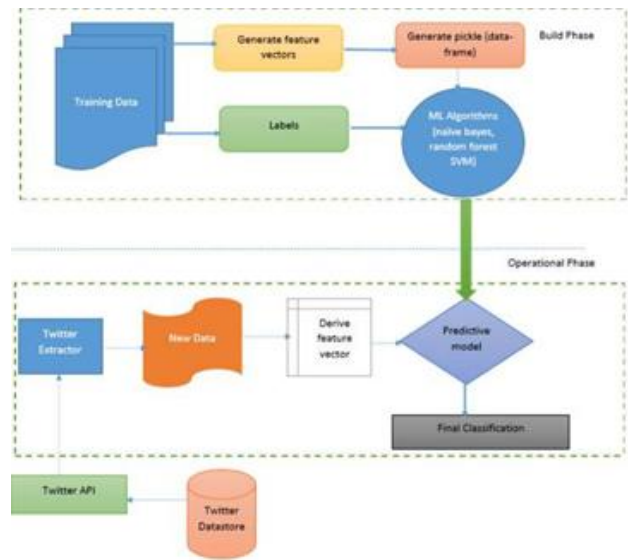 Generate feature
vectors
Generate pickle (data-
frame)
Build Phase
Training Data
Labels
ML Algorithms
(naïve bayes,
random forest
SVM)
Operational Phase
Twitter
Extractor
New Data
Derive
feature
vector
Predictive
model
Final Classification
Twitter API
Twitter
Datastore